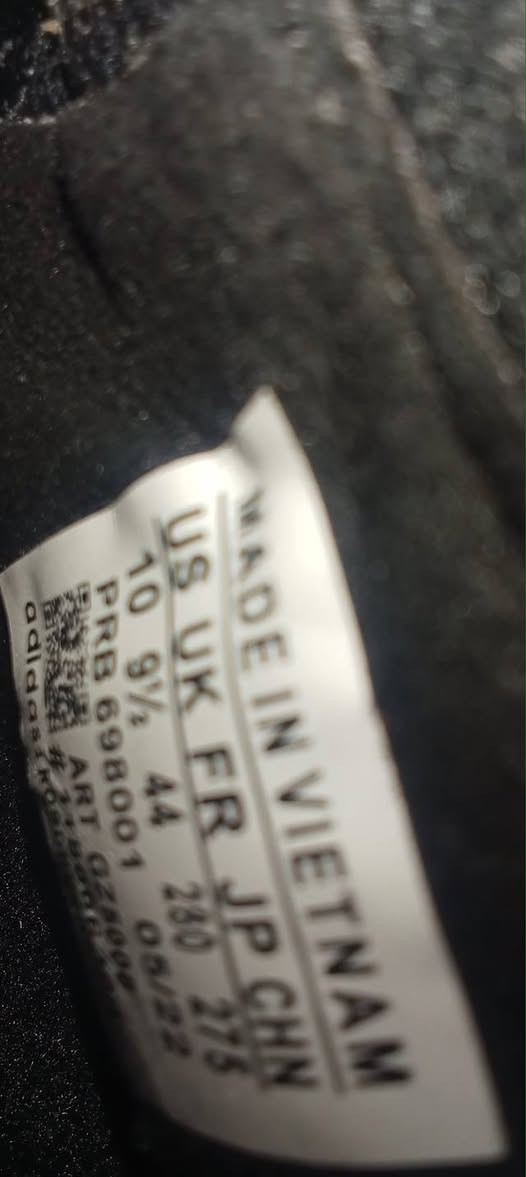 MADE IN VIETNAM
US UK FR JP CHN
10 9½ 44 280 275
PRB 698001 05/22
ART
adidas